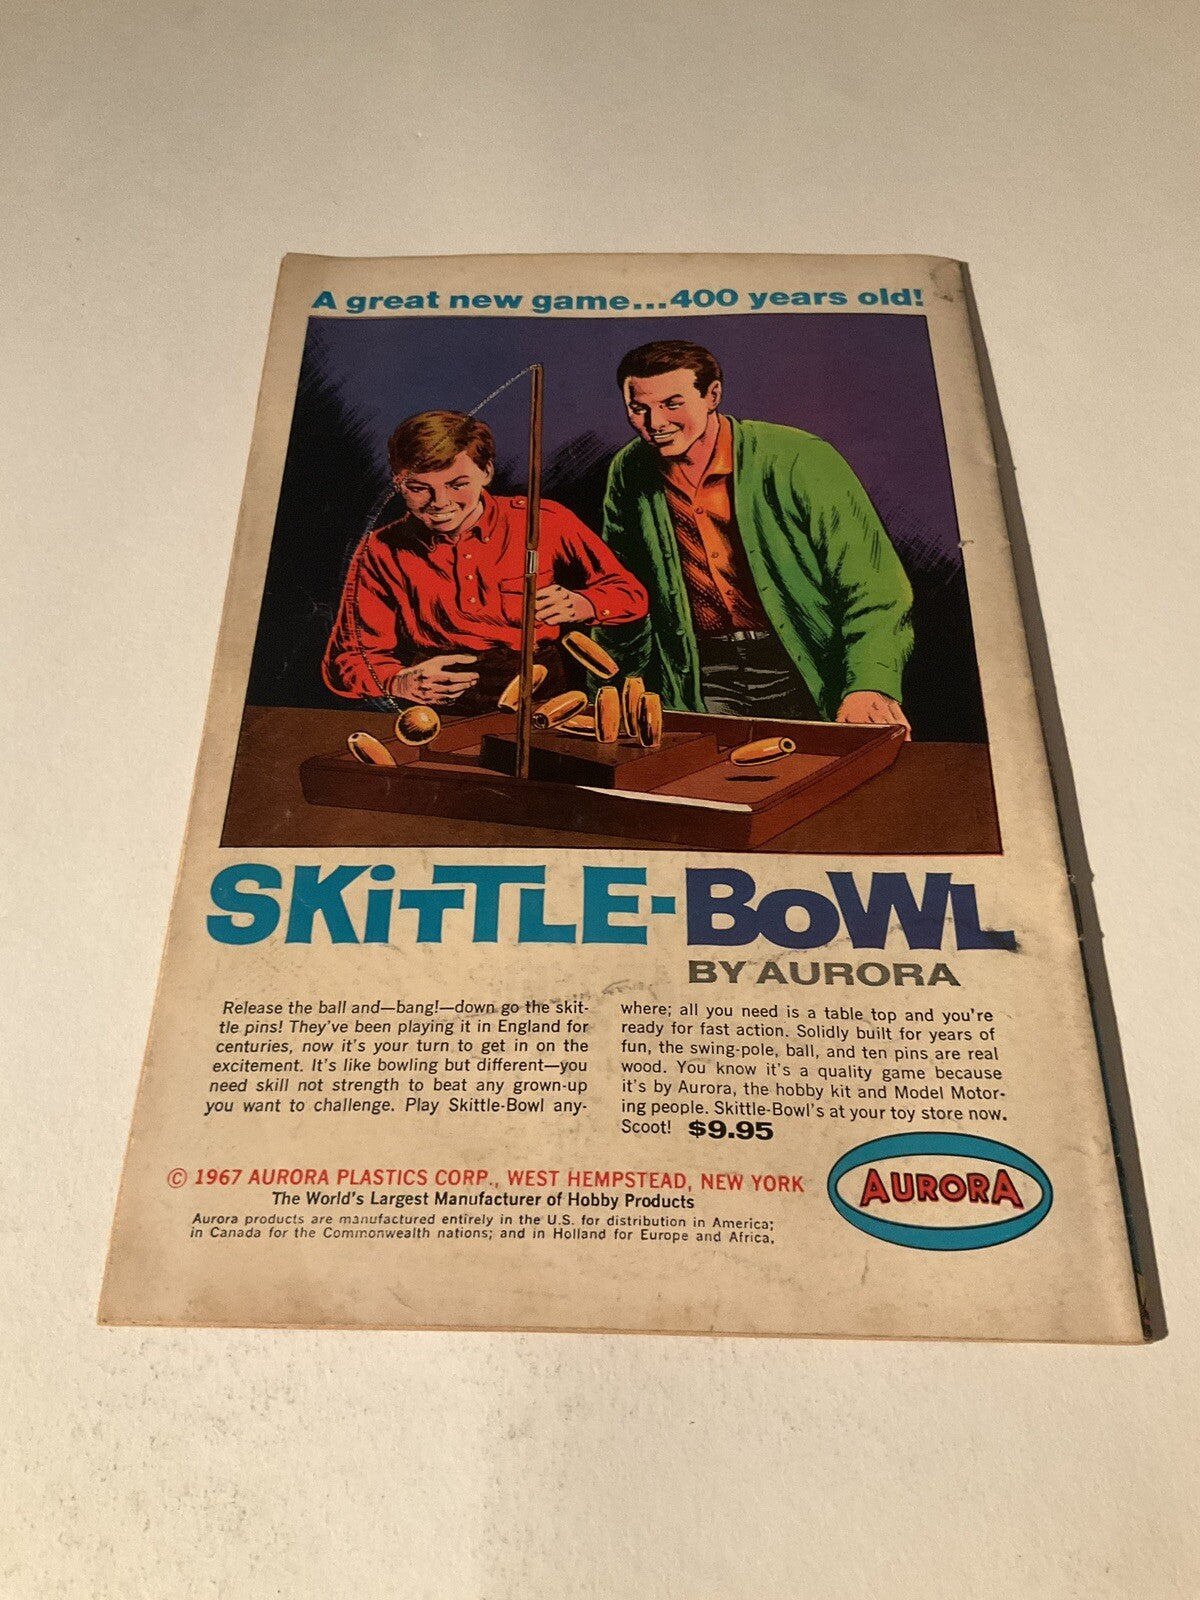 A great new game...400 years old!
SKiTTLE-BoWL
BY AURORA
Release the ball and—bang!—down go the skit-
tle pins! They've been playing it in England for
centuries, now it's your turn to get in on the
excitement. It's like bowling but different—you
need skill not strength to beat any grown-up
you want to challenge. Play Skittle-Bowl any-
where; all you need is a table top and you're
ready for fast action. Solidly built for years of
fun, the swing-pole, ball, and ten pins are real
wood. You know it's a quality game because
it's by Aurora, the hobby kit and Model Motor-
ing people. Skittle-Bowl's at your toy store now.
Scoot! $9.95
© 1967 AURORA PLASTICS CORP., WEST HEMPSTEAD, NEW YORK
The World's Largest Manufacturer of Hobby Products
Aurora products are manufactured entirely in the U.S. for distribution in America;
in Canada for the Commonwealth nations; and in Holland for Europe and Africa.
AURORA